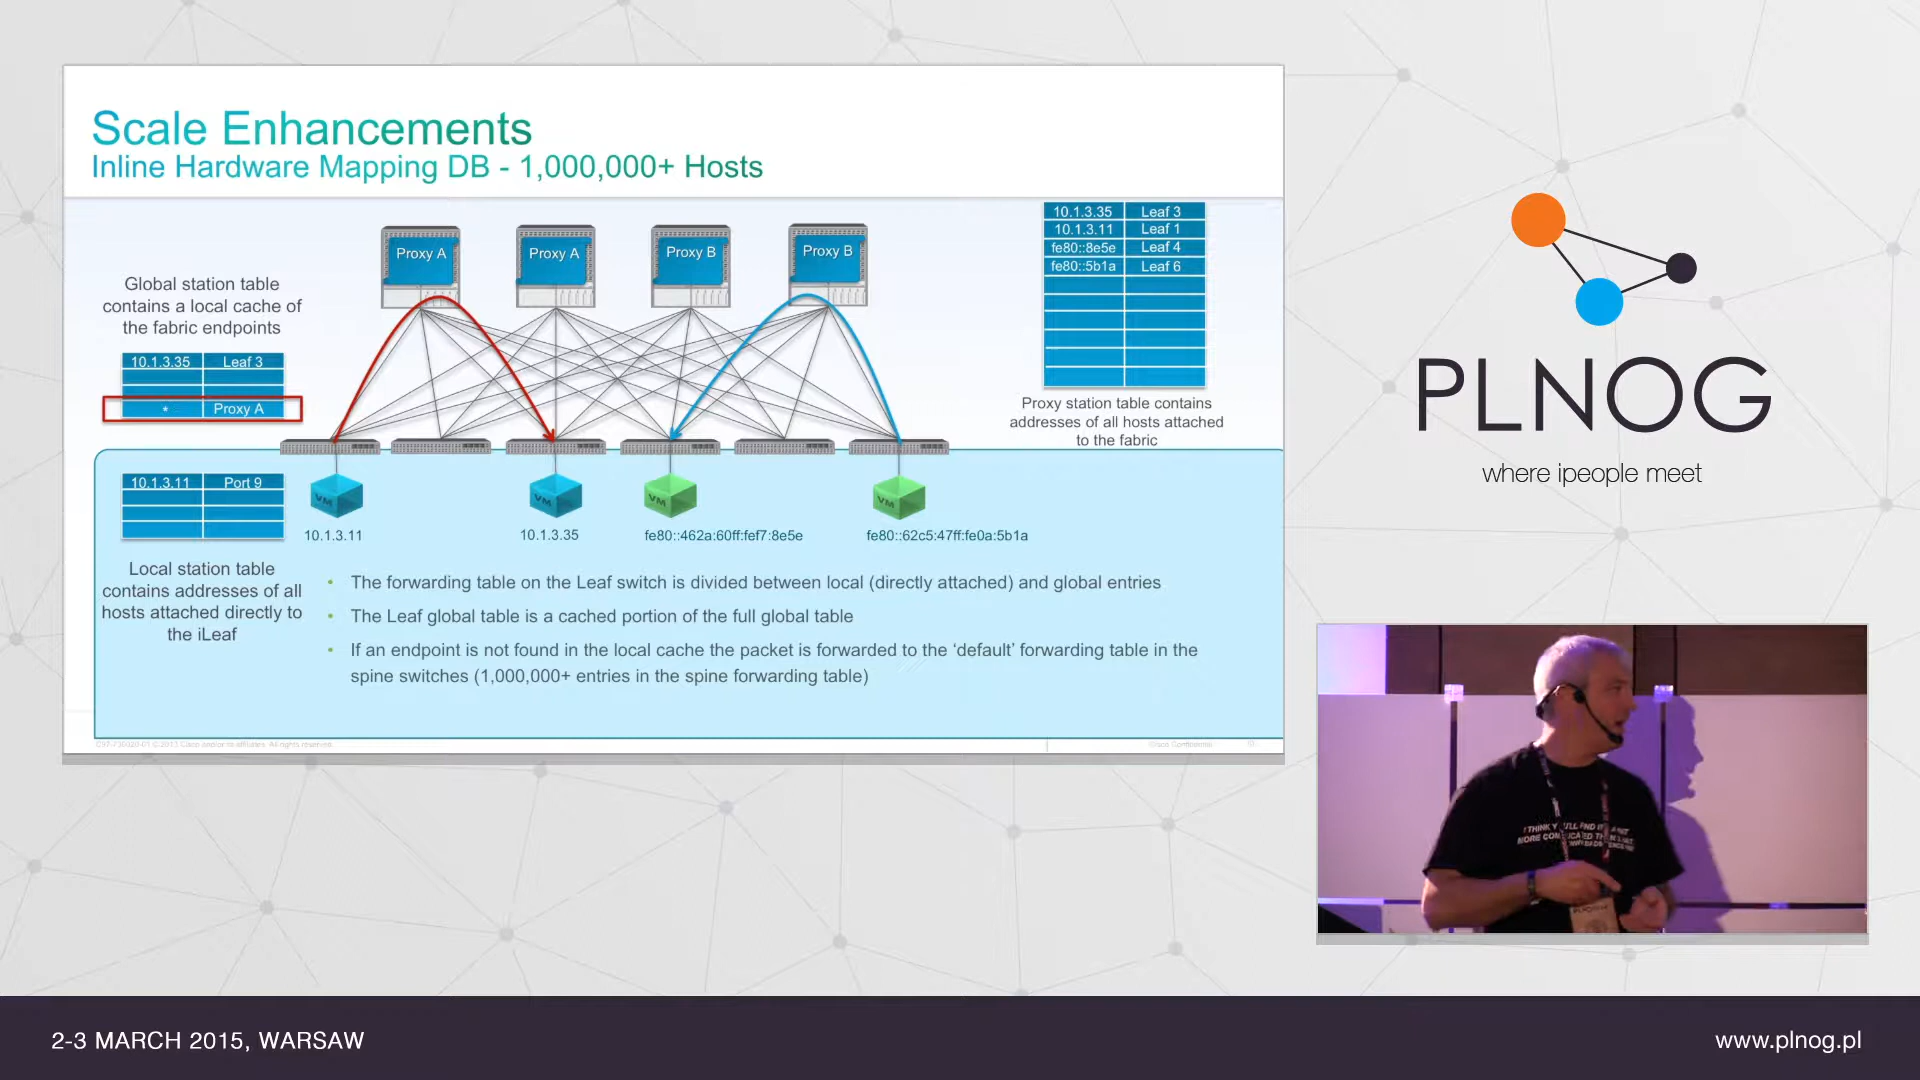 Scale Enhancements
Inline Hardware Mapping DB - 1,000,000+ Hosts
Global station table
contains a local cache of
the fabric endpoints
10.1.3.35 Leaf 3
* Proxy A
Proxy A
Proxy A
Proxy B
Proxy B
10.1.3.35 Leaf 3
10.1.3.11 Leaf 1
fe80::8e5e Leaf 4
fe80::5b1a Leaf 6
Proxy station table contains
addresses of all hosts attached
to the fabric
10.1.3.11 Port 9
Local station table
contains addresses of all
hosts attached directly to
the iLeaf
VM
VM
VM
VM
10.1.3.11
10.1.3.35
fe80::462a:60ff:fef7:8e5e
fe80::62c5:47ff:fe0a:5b1a
• The forwarding table on the Leaf switch is divided between local (directly attached) and global entries
• The Leaf global table is a cached portion of the full global table
• If an endpoint is not found in the local cache the packet is forwarded to the ‘default’ forwarding table in the
spine switches (1,000,000+ entries in the spine forwarding table)
Cisco Confidential
PLNOG
where ipeople meet
I THINK
2-3 MARCH 2015, WARSAW
www.plnog.pl